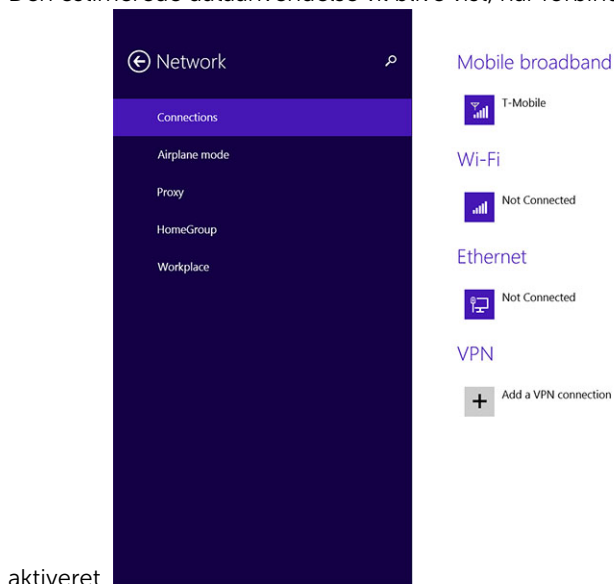 Network
Connections
Airplane mode
Proxy
HomeGroup
Workplace
Mobile broadband
T-Mobile
Wi-Fi
Not Connected
Ethernet
Not Connected
VPN
Add a VPN connection
aktiveret